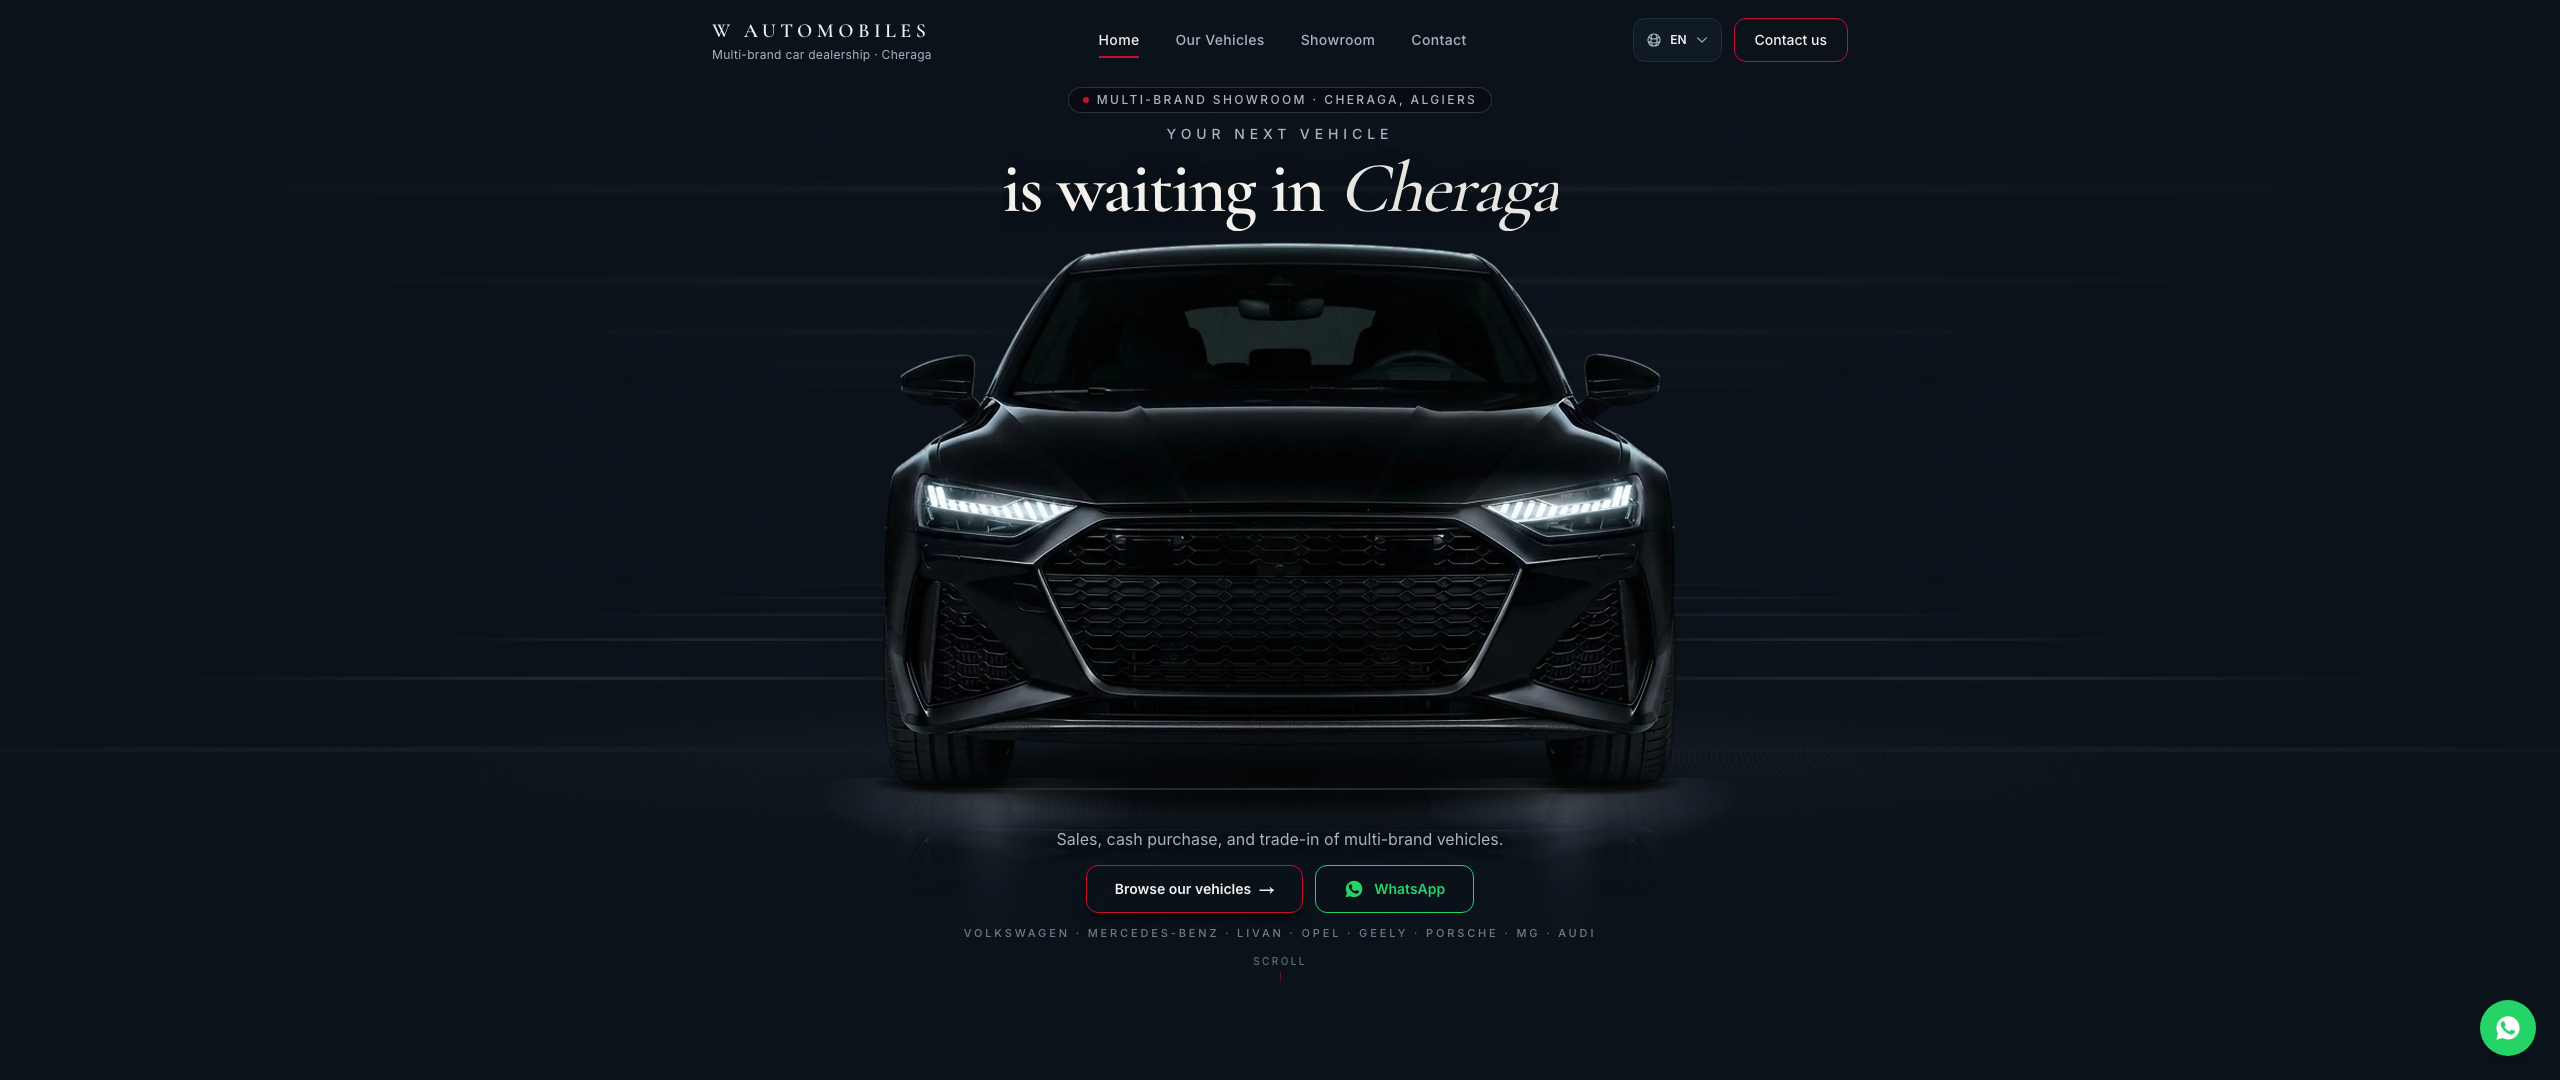 W AUTOMOBILES
Multi-brand car dealership · Cheraga
Home
Our Vehicles
Showroom
Contact
EN
Contact us
MULTI-BRAND SHOWROOM · CHERAGA, ALGIERS
YOUR NEXT VEHICLE
is waiting in Cheraga
Sales, cash purchase, and trade-in of multi-brand vehicles.
Browse our vehicles →
WhatsApp
VOLKSWAGEN · MERCEDES-BENZ · LIVAN · OPEL · GEELY · PORSCHE · MG · AUDI
SCROLL